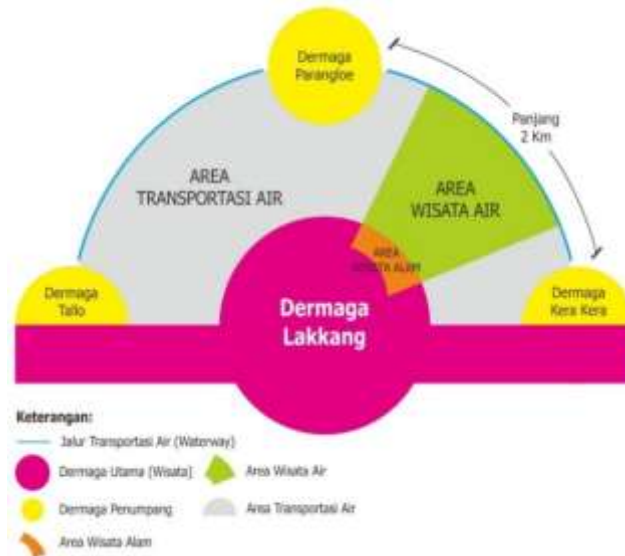 Dermaga
Parangloe
Panjang
2 Km
AREA
TRANSPORTASI AIR
AREA
WISATA AIR
AREA
WISATA ALAM
Dermaga
Tallo
Dermaga
Lakkang
Dermaga
Kera Kera
Keterangan:
Jalur Transportasi Air (Waterway)
Dermaga Utama (Wisata)
Area Wisata Air
Dermaga Penumpang
Area Transportasi Air
Area Wisata Alam